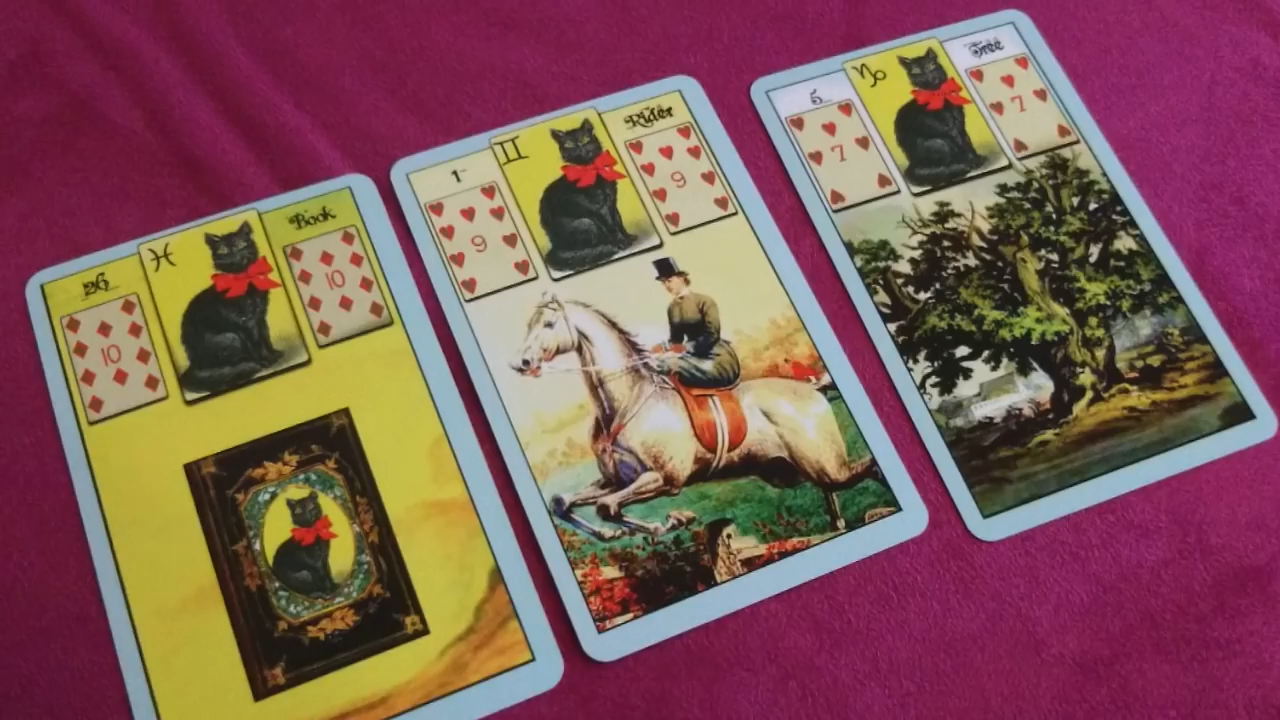 26 ♓ Book
10 10
1 ♊ Rider
9 9
5 ♑ Tree
7 7